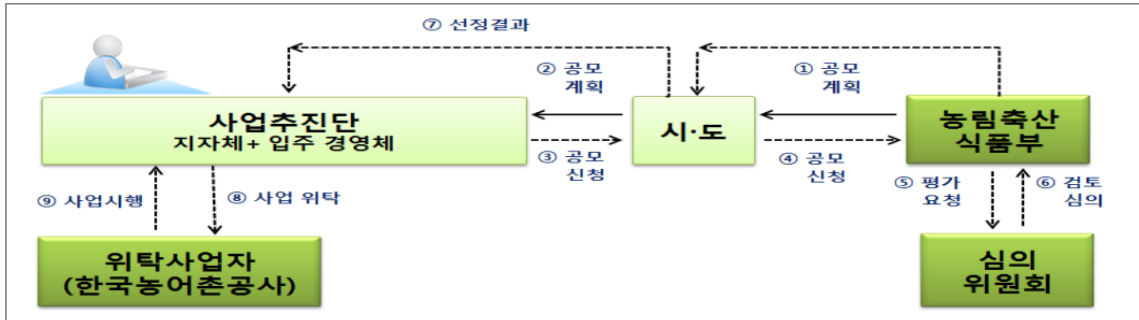 ⑦ 선정결과
② 공모
계획
① 공모
계획
사업추진단
지자체+ 입주 경영체
시·도
농림축산
식품부
③ 공모
신청
④ 공모
신청
⑨ 사업시행
⑧ 사업 위탁
⑤ 평가
요청
⑥ 검토
심의
위탁사업자
(한국농어촌공사)
심의
위원회